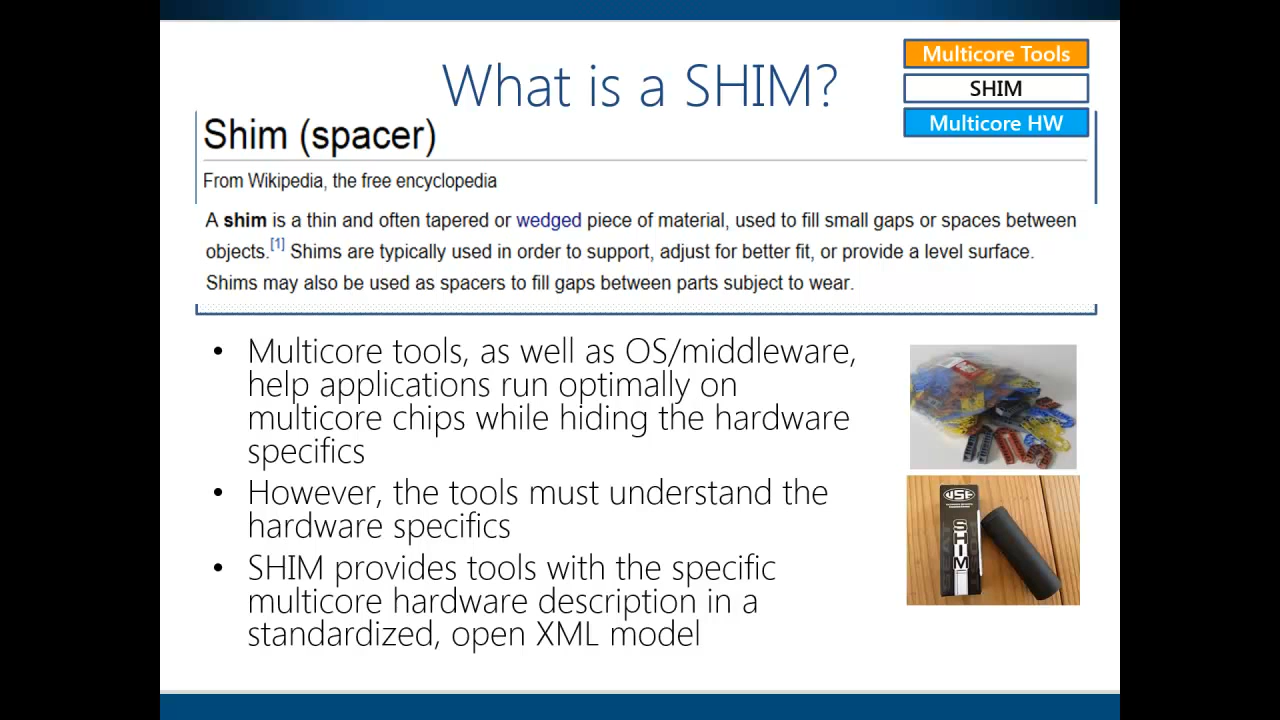 What is a SHIM?
Multicore Tools
SHIM
Multicore HW
Shim (spacer)
From Wikipedia, the free encyclopedia
A shim is a thin and often tapered or wedged piece of material, used to fill small gaps or spaces between
objects.[1] Shims are typically used in order to support, adjust for better fit, or provide a level surface.
Shims may also be used as spacers to fill gaps between parts subject to wear.
• Multicore tools, as well as OS/middleware,
help applications run optimally on
multicore chips while hiding the hardware
specifics
• However, the tools must understand the
hardware specifics
• SHIM provides tools with the specific
multicore hardware description in a
standardized, open XML model
USE
SHIM